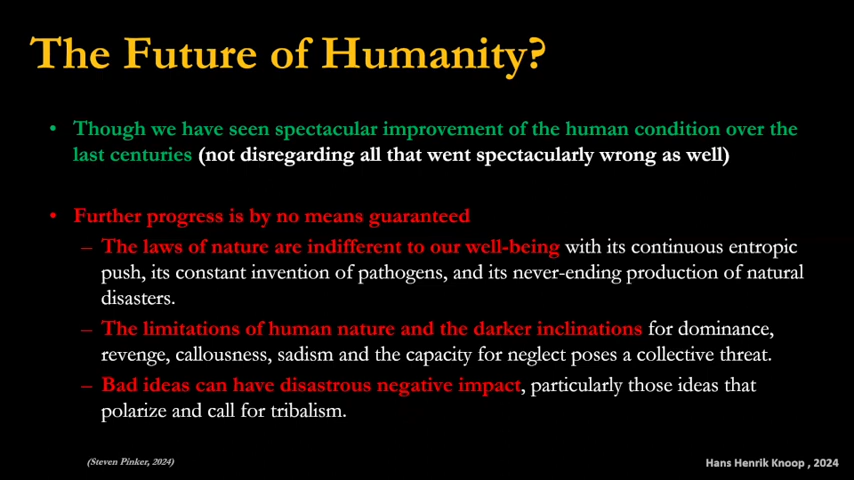 The Future of Humanity?
• Though we have seen spectacular improvement of the human condition over the
last centuries (not disregarding all that went spectacularly wrong as well)
• Further progress is by no means guaranteed
– The laws of nature are indifferent to our well-being with its continuous entropic
push, its constant invention of pathogens, and its never-ending production of natural
disasters.
– The limitations of human nature and the darker inclinations for dominance,
revenge, callousness, sadism and the capacity for neglect poses a collective threat.
– Bad ideas can have disastrous negative impact, particularly those ideas that
polarize and call for tribalism.
(Steven Pinker, 2024)
Hans Henrik Knoop , 2024